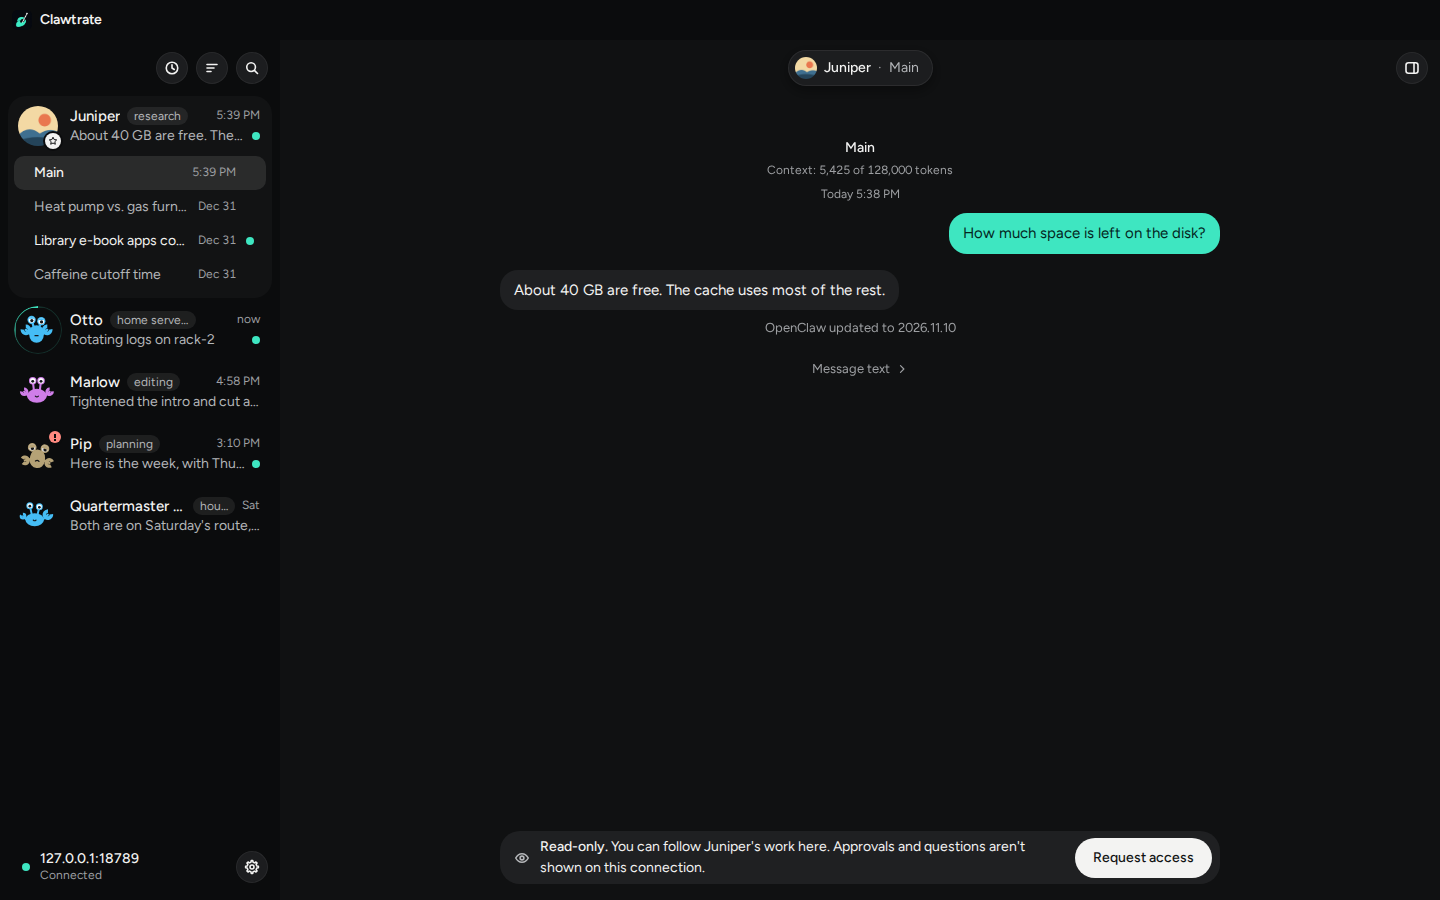 Clawtrate
Juniper research 5:39 PM
About 40 GB are free. The...
Main 5:39 PM
Heat pump vs. gas furn... Dec 31
Library e-book apps co... Dec 31
Caffeine cutoff time Dec 31
Otto home serve... now
Rotating logs on rack-2
Marlow editing 4:58 PM
Tightened the intro and cut a...
Pip planning 3:10 PM
Here is the week, with Thu...
Quartermaster ... hou... Sat
Both are on Saturday's route,...
127.0.0.1:18789
Connected
Juniper · Main
Main
Context: 5,425 of 128,000 tokens
Today 5:38 PM
How much space is left on the disk?
About 40 GB are free. The cache uses most of the rest.
OpenClaw updated to 2026.11.10
Message text
Read-only. You can follow Juniper's work here. Approvals and questions aren't
shown on this connection.
Request access